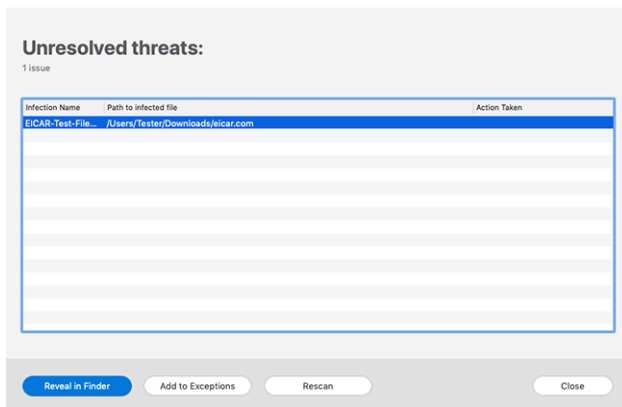 Unresolved threats:
1 issue
Infection Name Path to infected file Action Taken
EICAR-Test-File... /Users/Tester/Downloads/eicar.com
Reveal in Finder Add to Exceptions Rescan Close